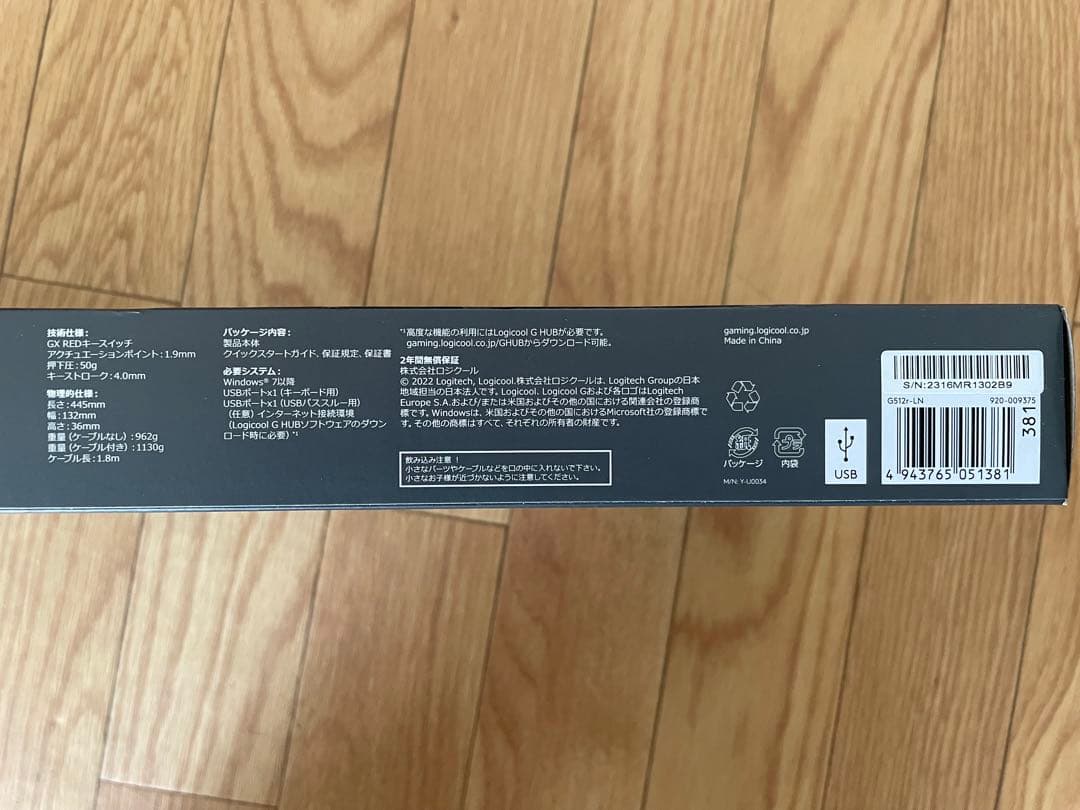 技術仕様：
GX REDキースイッチ
アクチュエーションポイント：1.9mm
押下圧：50g
キーストローク：4.0mm
物理的仕様：
長さ：445mm
幅：132mm
高さ：36mm
重量（ケーブルなし）：962g
重量（ケーブル付き）：1130g
ケーブル長：1.8m
パッケージ内容：
製品本体
クイックスタートガイド、保証規定、保証書
必要システム：
Windows® 7以降
USBポートx1（キーボード用）
USBポートx1（USBパススルー用）
（任意）インターネット接続環境
（Logicool G HUBソフトウェアのダウン
ロード時に必要）*¹
*¹高度な機能の利用にはLogicool G HUBが必要です。
gaming.logicool.co.jp/GHUBからダウンロード可能。
2年間無償保証
株式会社ロジクール
© 2022 Logitech, Logicool.株式会社ロジクールは、Logitech Groupの日本
地域担当の日本法人です。Logicool、Logicool Gおよび各ロゴはLogitech
Europe S.A.および/または米国およびその他の国における関連会社の登録商
標です。Windowsは、米国およびその他の国におけるMicrosoft社の登録商標で
す。その他の商標はすべて、それぞれの所有者の財産です。
飲み込み注意！
小さなパーツやケーブルなどを口の中に入れないで下さい。
小さなお子様が近づかないように注意してください。
gaming.logicool.co.jp
Made in China
紙
パッケージ
プラ
内袋
M/N: Y-U0034
USB
S/N:2316MR1302B9
G512r-LN 920-009375
381
4 943765 051381